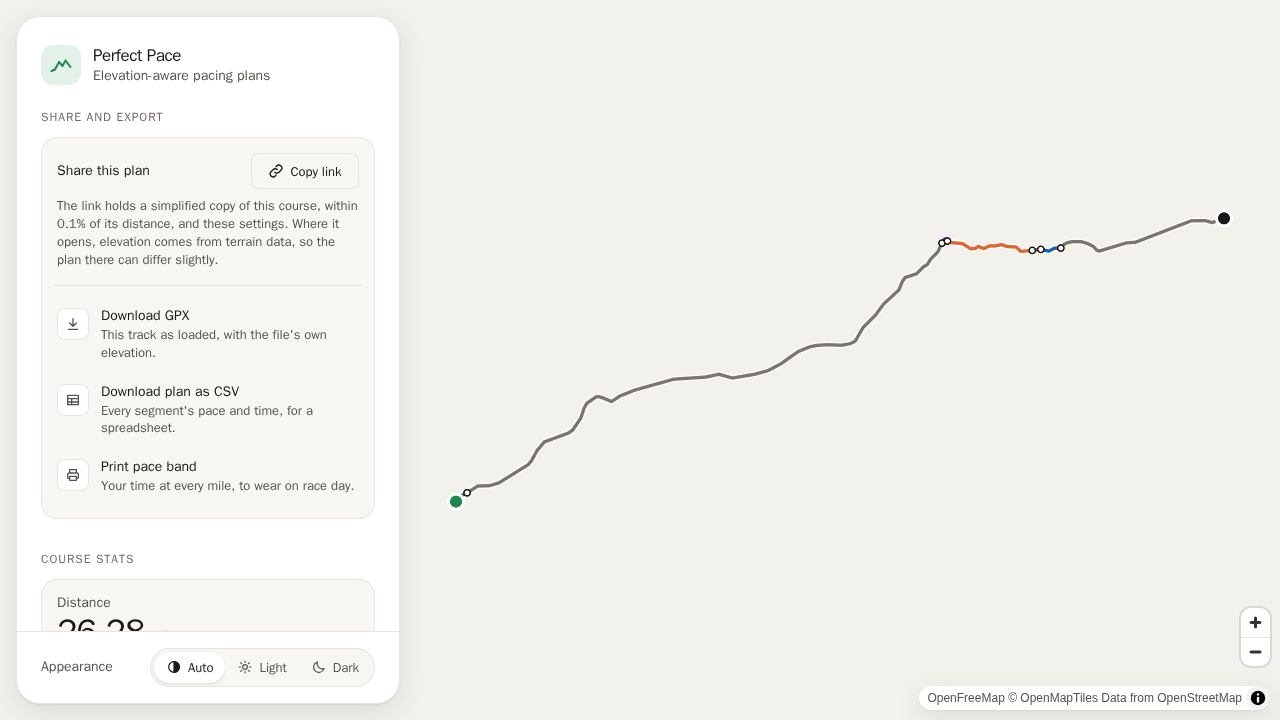 Perfect Pace
Elevation-aware pacing plans
SHARE AND EXPORT
Share this plan
Copy link
The link holds a simplified copy of this course, within
0.1% of its distance, and these settings. Where it
opens, elevation comes from terrain data, so the
plan there can differ slightly.
Download GPX
This track as loaded, with the file's own
elevation.
Download plan as CSV
Every segment's pace and time, for a
spreadsheet.
Print pace band
Your time at every mile, to wear on race day.
COURSE STATS
Distance
26.28
Appearance
Auto
Light
Dark
OpenFreeMap © OpenMapTiles Data from OpenStreetMap